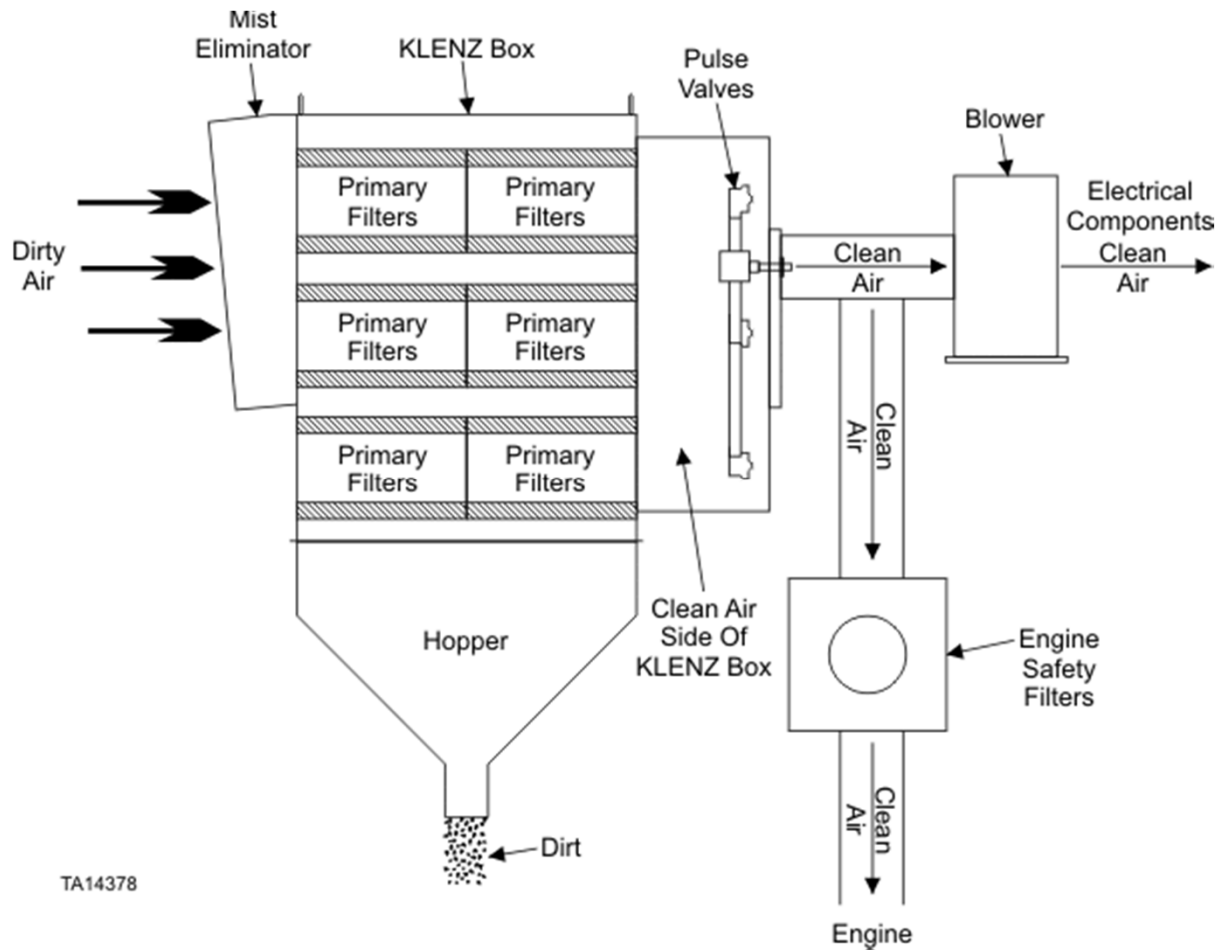 Mist
Eliminator
KLENZ Box
Pulse
Valves
Blower
Electrical
Components
Clean
Air
Dirty
Air
Primary
Filters
Primary
Filters
Primary
Filters
Primary
Filters
Primary
Filters
Primary
Filters
Clean
Air
Clean
Air
Hopper
Clean Air
Side Of
KLENZ Box
Engine
Safety
Filters
Clean
Air
Dirt
TA14378
Engine